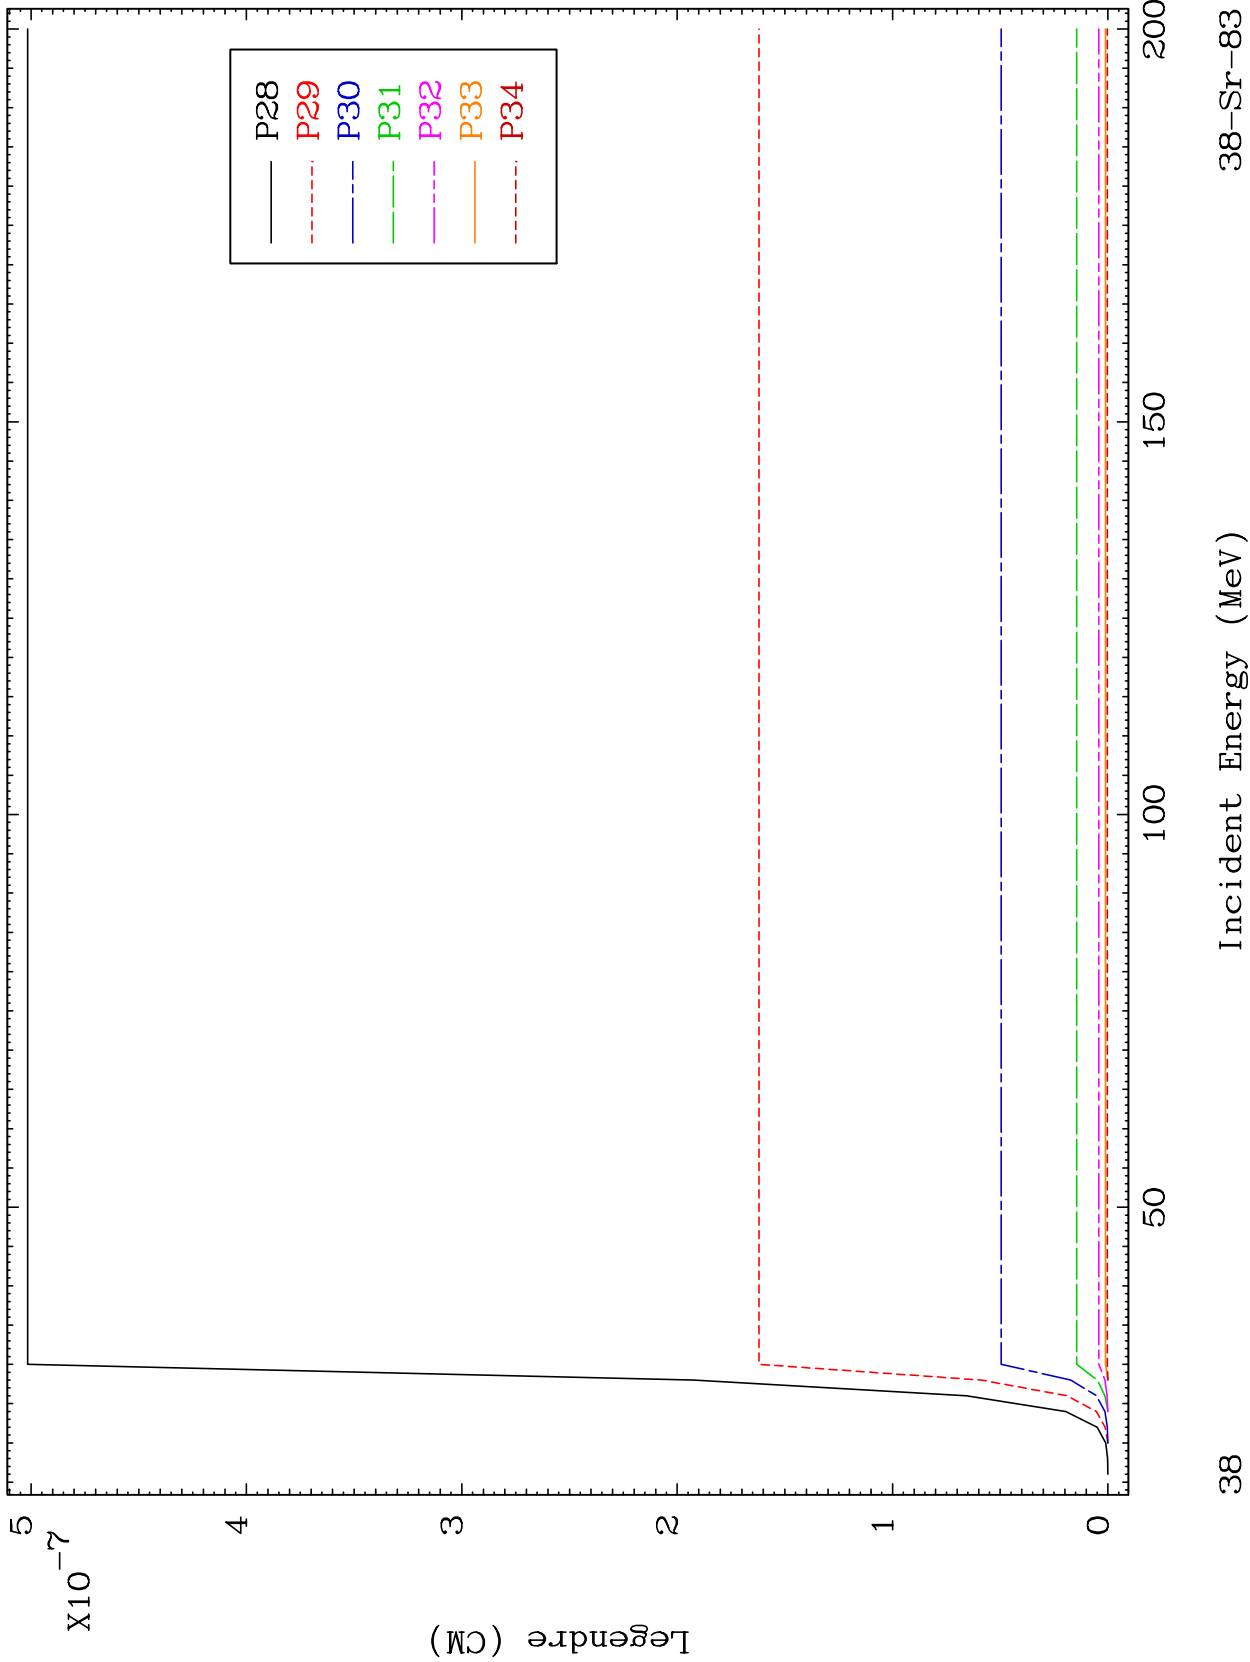 5
X10-7
4
3
2
1
0
Legendre (CM)
P28
P29
P30
P31
P32
P33
P34
50
100
150
200
Incident Energy (MeV)
38
38-Sr-83